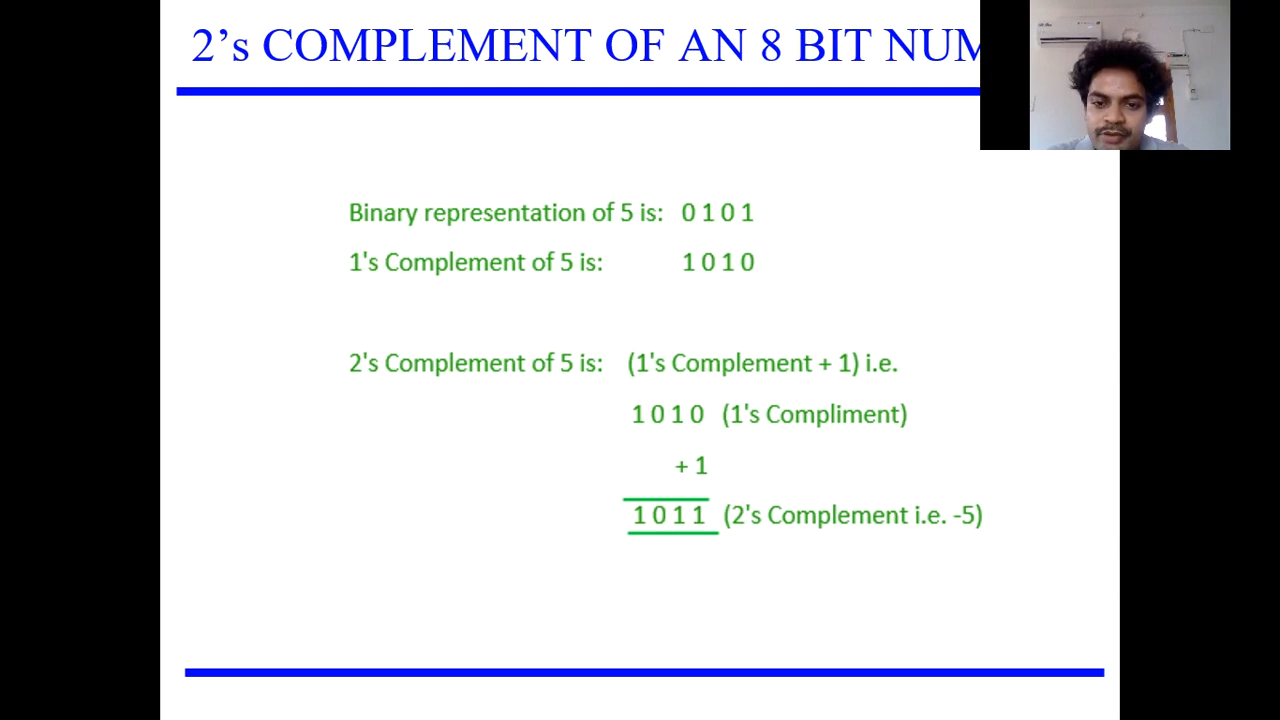 2’s COMPLEMENT OF AN 8 BIT
Binary representation of 5 is: 0 1 0 1
1's Complement of 5 is: 1 0 1 0
2's Complement of 5 is: (1's Complement + 1) i.e.
1 0 1 0 (1's Compliment)
+ 1
1 0 1 1 (2's Complement i.e. -5)